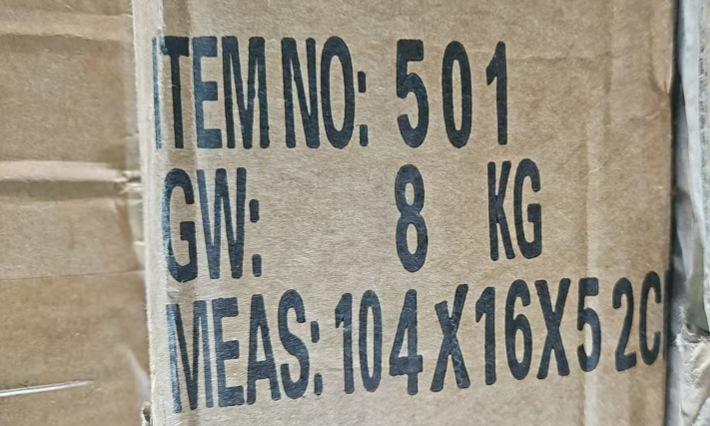 ITEM NO: 501
GW: 8 KG
MEAS: 104X16X52C